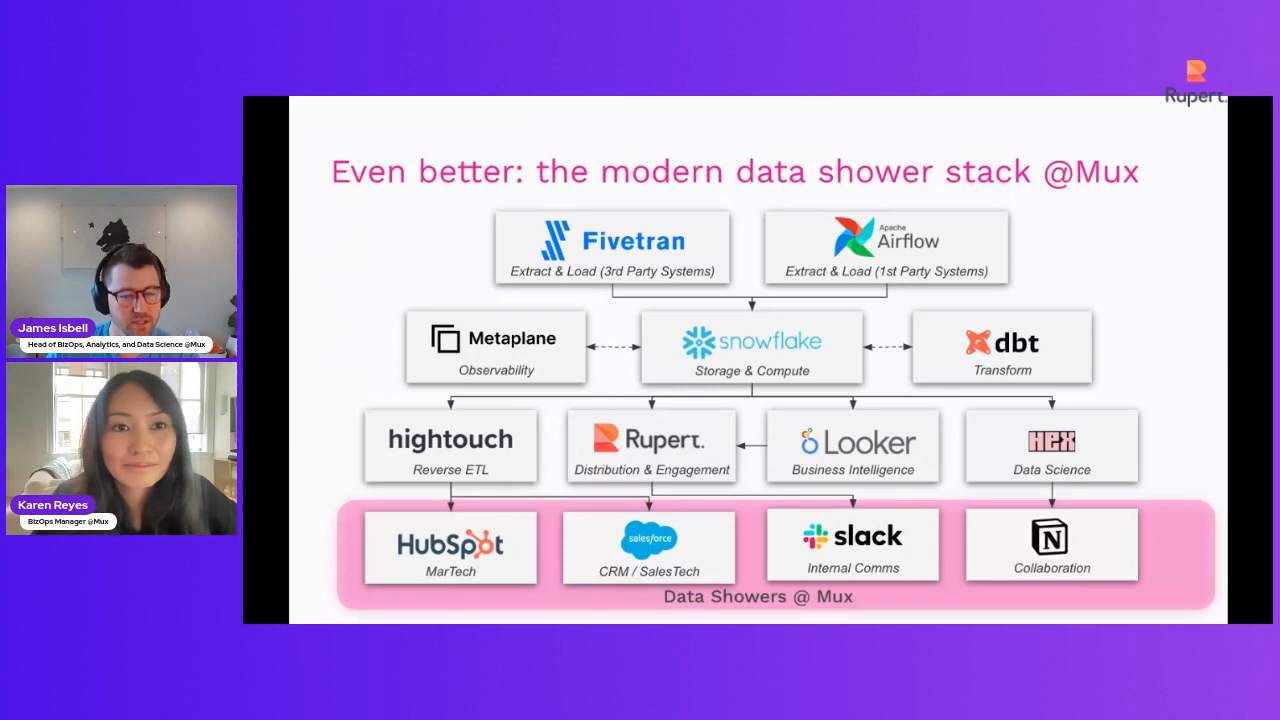 Rupert.
Even better: the modern data shower stack @Mux
Fivetran
Extract & Load (3rd Party Systems)
Apache
Airflow
Extract & Load (1st Party Systems)
Metaplane
Observability
snowflake
Storage & Compute
dbt
Transform
hightouch
Reverse ETL
Rupert.
Distribution & Engagement
Looker
Business Intelligence
HEX
Data Science
HubSpot
MarTech
salesforce
CRM / SalesTech
slack
Internal Comms
N
Collaboration
Data Showers @ Mux
James Isbell
Head of BizOps, Analytics, and Data Science @Mux
Karen Reyes
BizOps Manager @Mux